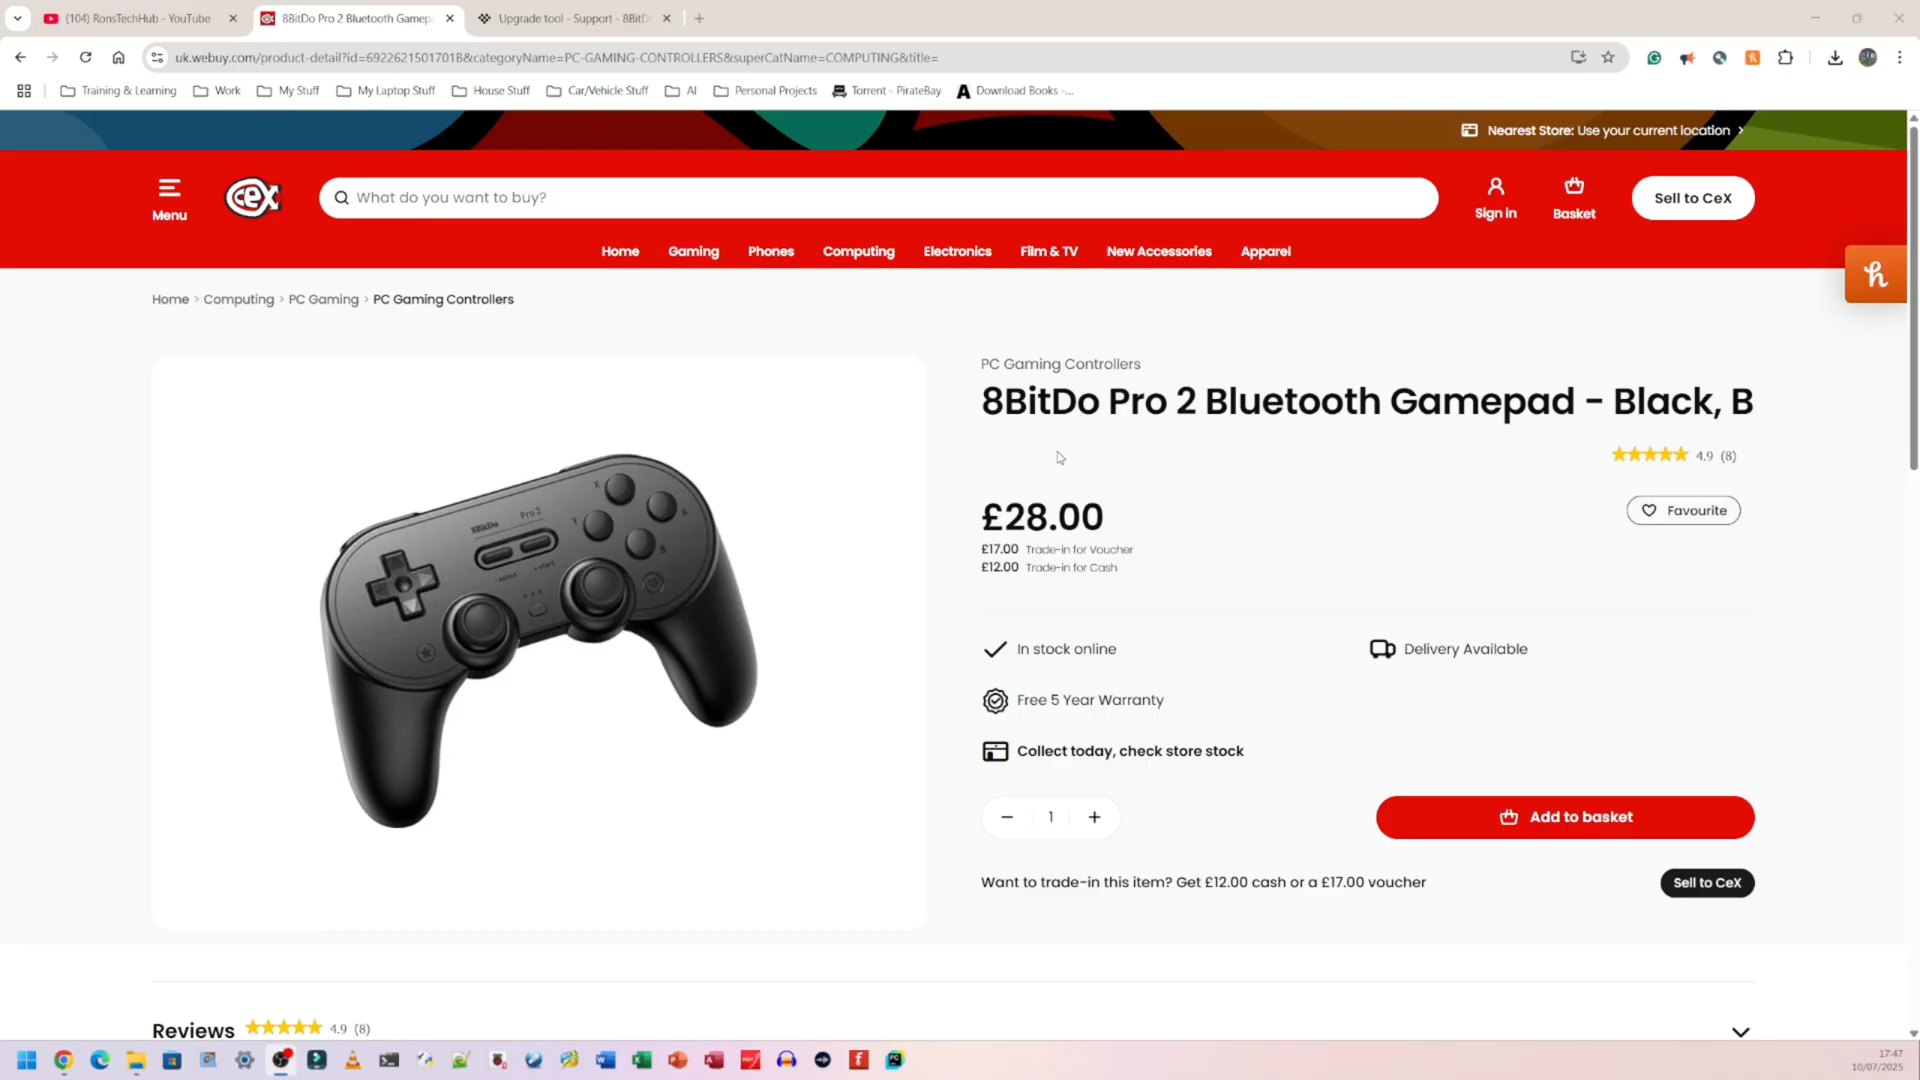 (104) RonsTechHub - YouTube
8BitDo Pro 2 Bluetooth Gamep
Upgrade tool - Support - 8BitD
uk.webuy.com/product-detail?id=6922621501701B&categoryName=PC-GAMING-CONTROLLERS&superCatName=COMPUTING&title=
Training & Learning
Work
My Stuff
My Laptop Stuff
House Stuff
Car/Vehicle Stuff
AI
Personal Projects
Torrent - PirateBay
Download Books -...
Nearest Store: Use your current location
Menu
CeX
What do you want to buy?
Sign in
Basket
Sell to CeX
Home
Gaming
Phones
Computing
Electronics
Film & TV
New Accessories
Apparel
Home > Computing > PC Gaming > PC Gaming Controllers
PC Gaming Controllers
8BitDo Pro 2 Bluetooth Gamepad - Black, B
4.9 (8)
£28.00
Favourite
£17.00 Trade-in for Voucher
£12.00 Trade-in for Cash
In stock online
Delivery Available
Free 5 Year Warranty
Collect today, check store stock
1
Add to basket
Want to trade-in this item? Get £12.00 cash or a £17.00 voucher
Sell to CeX
8BitDo
Pro 2
X
A
Y
B
- select
+ start
Reviews
4.9 (8)
17:47
10/07/2025